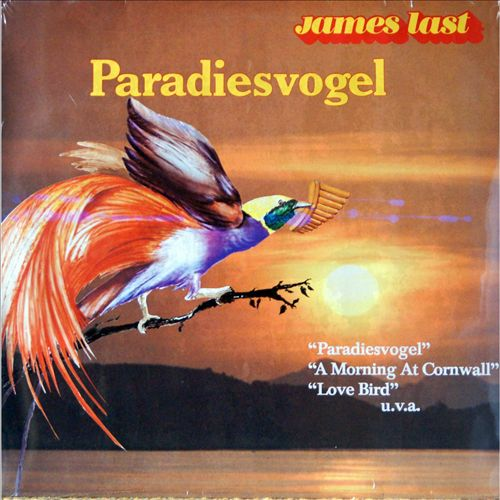 james last
Paradiesvogel
“Paradiesvogel”
“A Morning At Cornwall”
“Love Bird”
u.v.a.